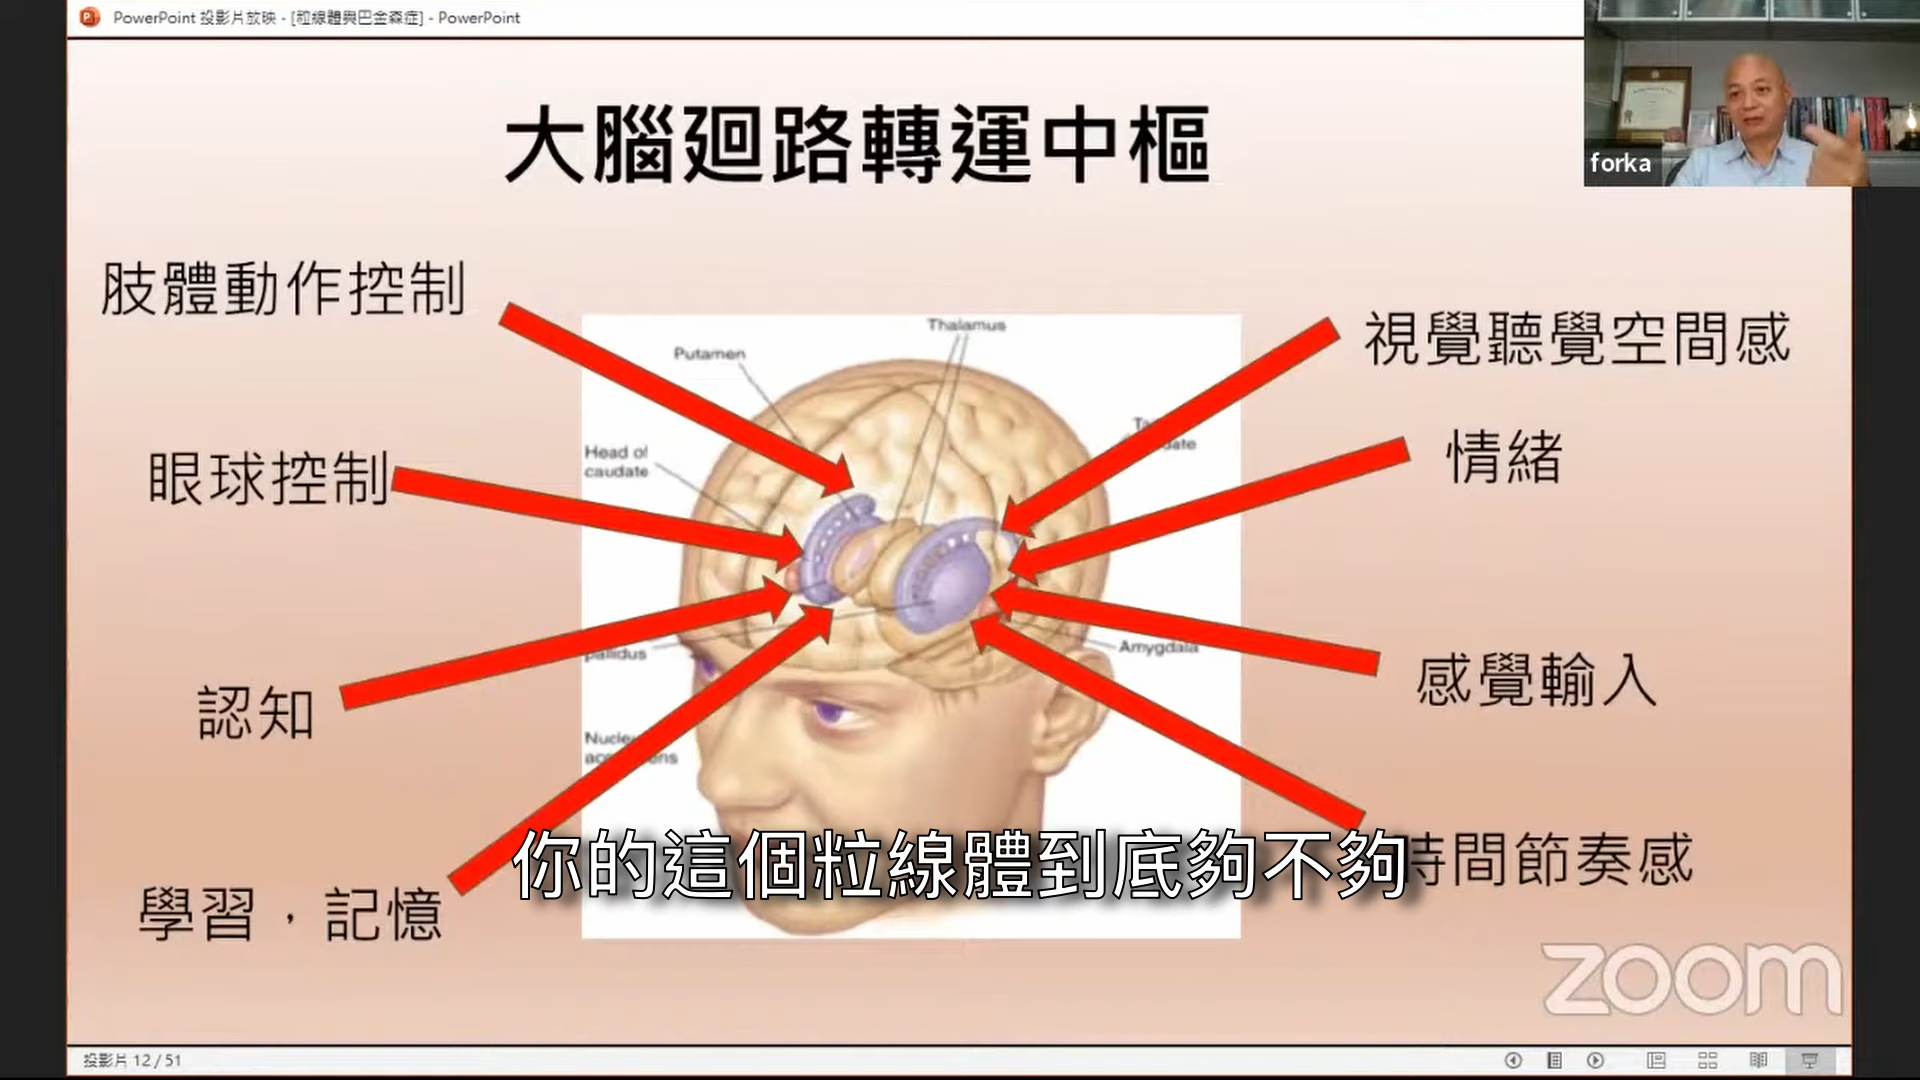 PowerPoint 投影片放映 - [粒線體與巴金森症] - PowerPoint
forka
大腦迴路轉運中樞
肢體動作控制
眼球控制
認知
學習，記憶
Thalamus
Putamen
Head of
caudate
pallidus
Amygdala
視覺聽覺空間感
情緒
感覺輸入
時間節奏感
你的這個粒線體到底夠不夠
zoom
投影片 12 / 51